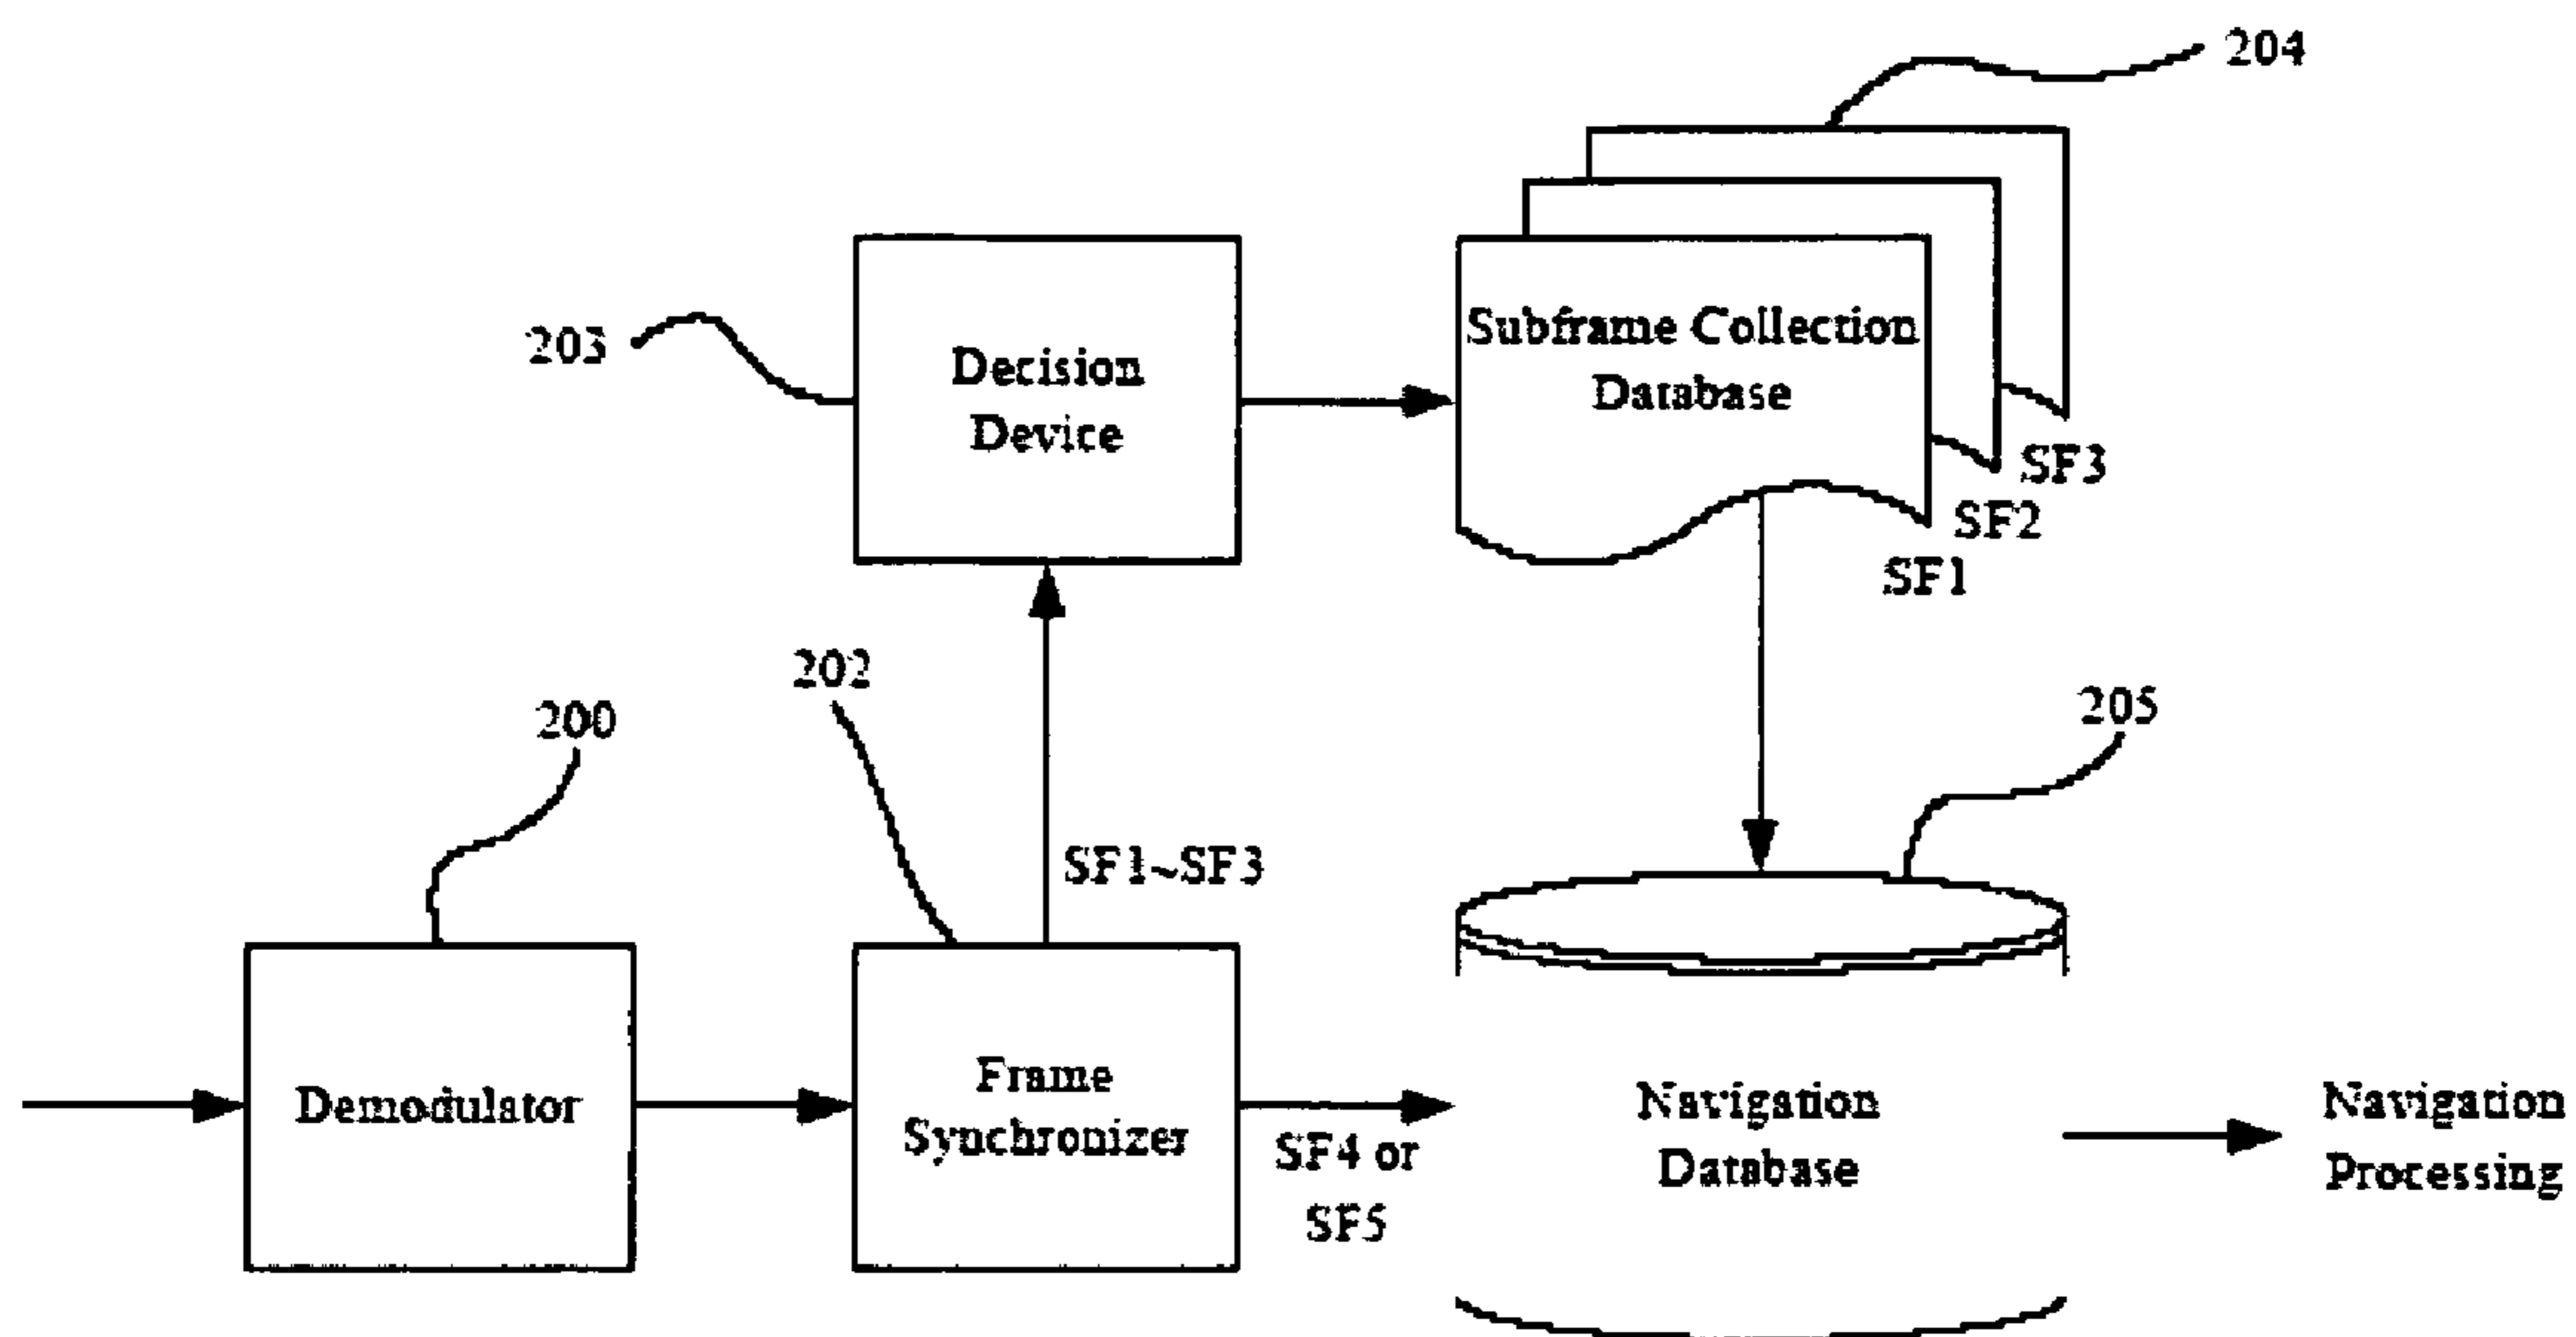 204
203
Decision
Device
Subframe Collection
Database
SF3
SF2
SF1
202
200
205
SF1~SF3
Demodulator
Frame
Synchronizer
SF4 or
SF5
Navigation
Database
Navigation
Processing